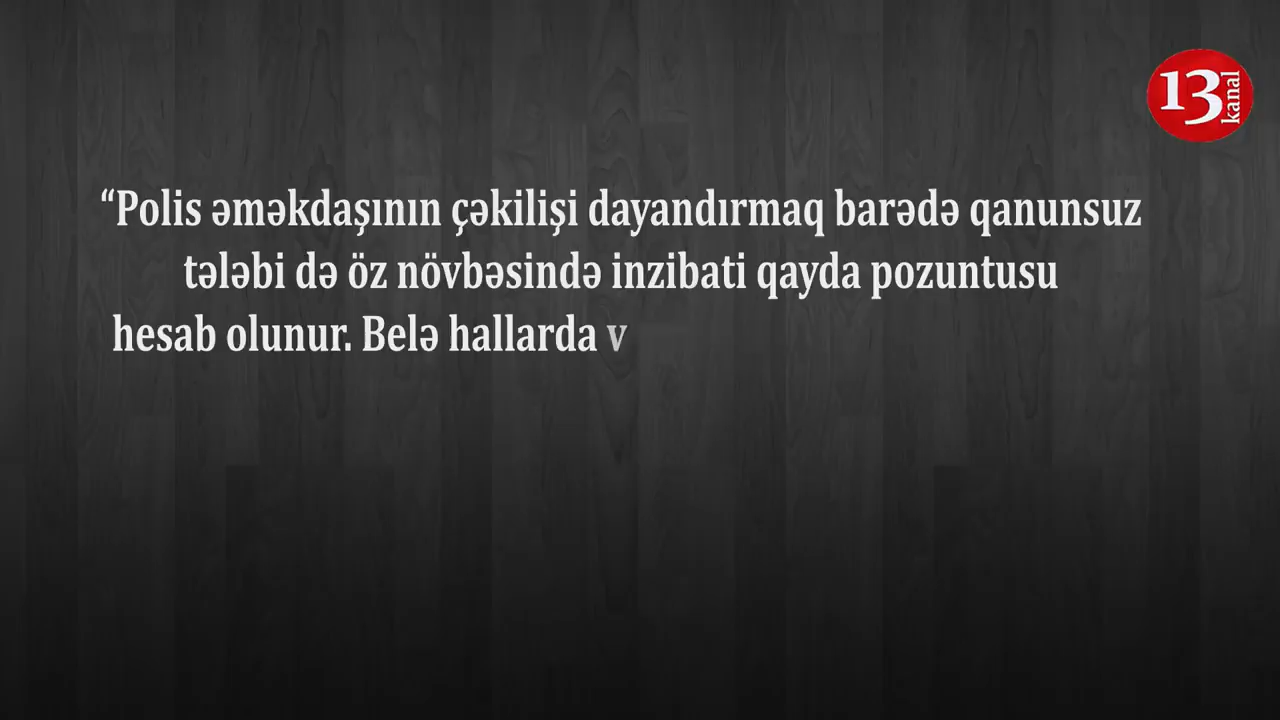 13
kanal
“Polis əməkdaşının çəkilişi dayandırmaq barədə qanunsuz
tələbi də öz növbəsində inzibati qayda pozuntusu
hesab olunur. Belə hallarda v